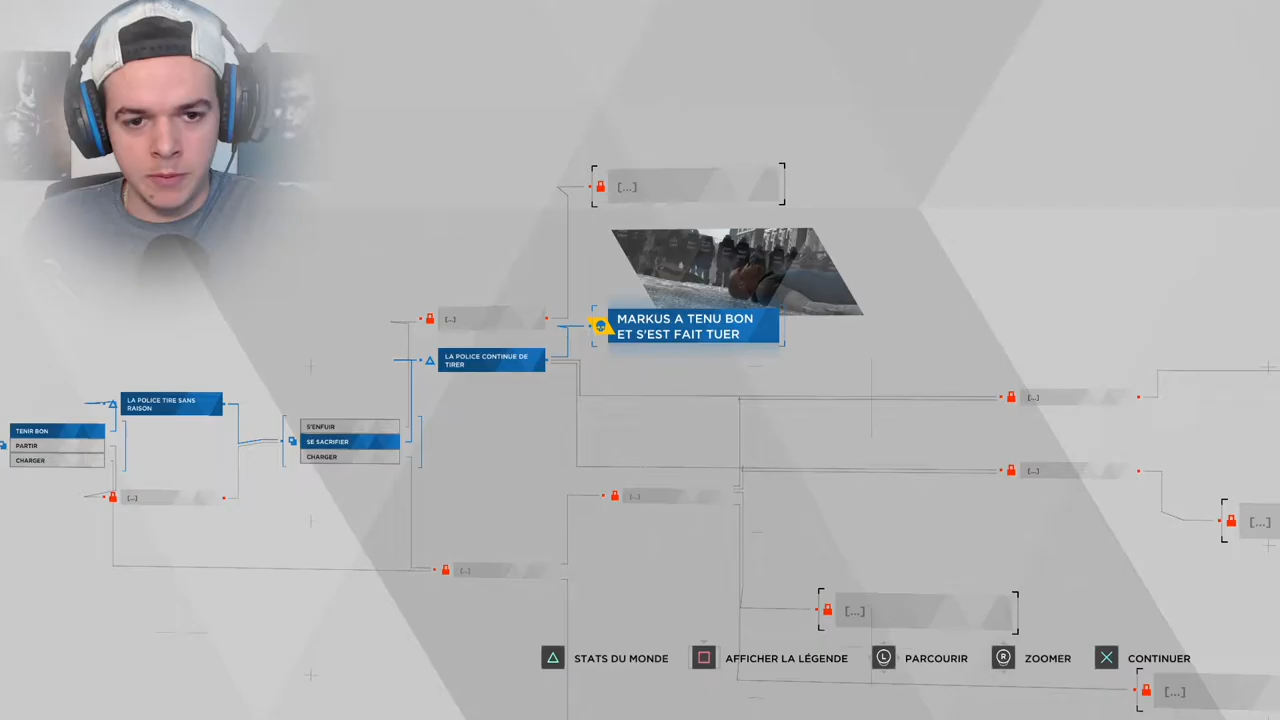 [...]
MARKUS A TENU BON
ET S'EST FAIT TUER
[...]
LA POLICE CONTINUE DE
TIRER
LA POLICE TIRE SANS
RAISON
[...]
TENIR BON
PARTIR
CHARGER
S'ENFUIR
SE SACRIFIER
CHARGER
[...]
[...]
[...]
[...]
[...]
[...]
[...]
STATS DU MONDE
AFFICHER LA LÉGENDE
L
PARCOURIR
R
ZOOMER
CONTINUER
[...]